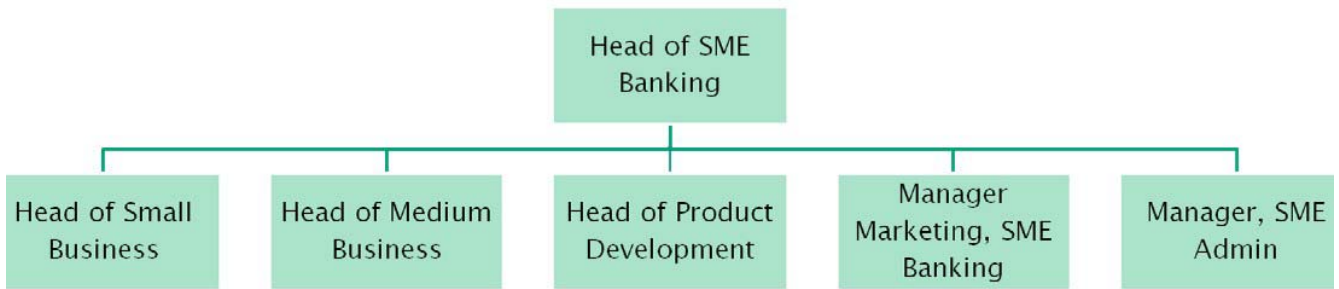 Head of SME
Banking
Head of Small
Business
Head of Medium
Business
Head of Product
Development
Manager
Marketing, SME
Banking
Manager, SME
Admin